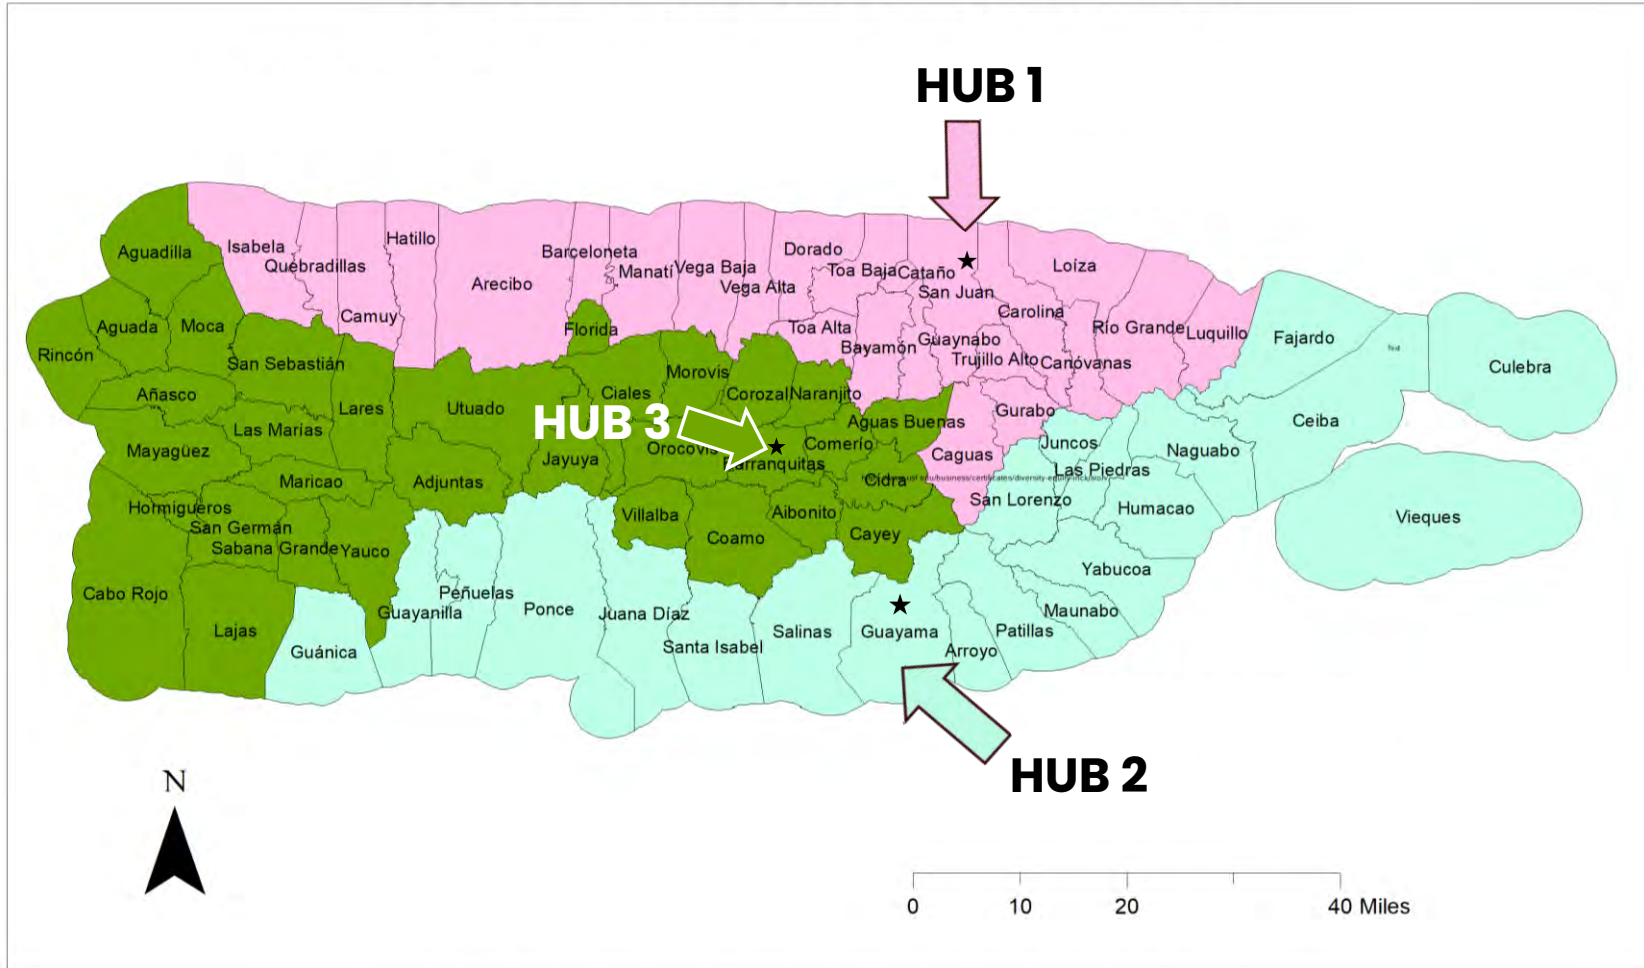 HUB 1
Isabela
Quebradillas
Hatillo
Camuy
Arecibo
Barceloneta
Manatí
Vega Baja
Vega Alta
Dorado
Toa Baja
Cataño
San Juan
Loíza
Carolina
Toa Alta
Bayamón
Guaynabo
Trujillo Alto
Canóvanas
Río Grande
Luquillo
Fajardo
Culebra
Ceiba
Aguadilla
Aguada
Moca
Rincón
San Sebastián
Añasco
Lares
Utuado
Florida
Ciales
Morovis
Corozal
Naranjito
Aguas Buenas
Gurabo
HUB 3
Las Marías
Mayagüez
Jayuya
Orocovis
Barranquitas
Comerío
Cidra
Caguas
Juncos
Las Piedras
Naguabo
Maricao
Adjuntas
San Lorenzo
Humacao
Vieques
Hormigueros
San Germán
Sabana Grande
Yauco
Villalba
Coamo
Aibonito
Cayey
Yabucoa
Cabo Rojo
Lajas
Guánica
Guayanilla
Peñuelas
Ponce
Juana Díaz
Santa Isabel
Salinas
Guayama
Arroyo
Patillas
Maunabo
HUB 2
N
0 10 20 40 Miles